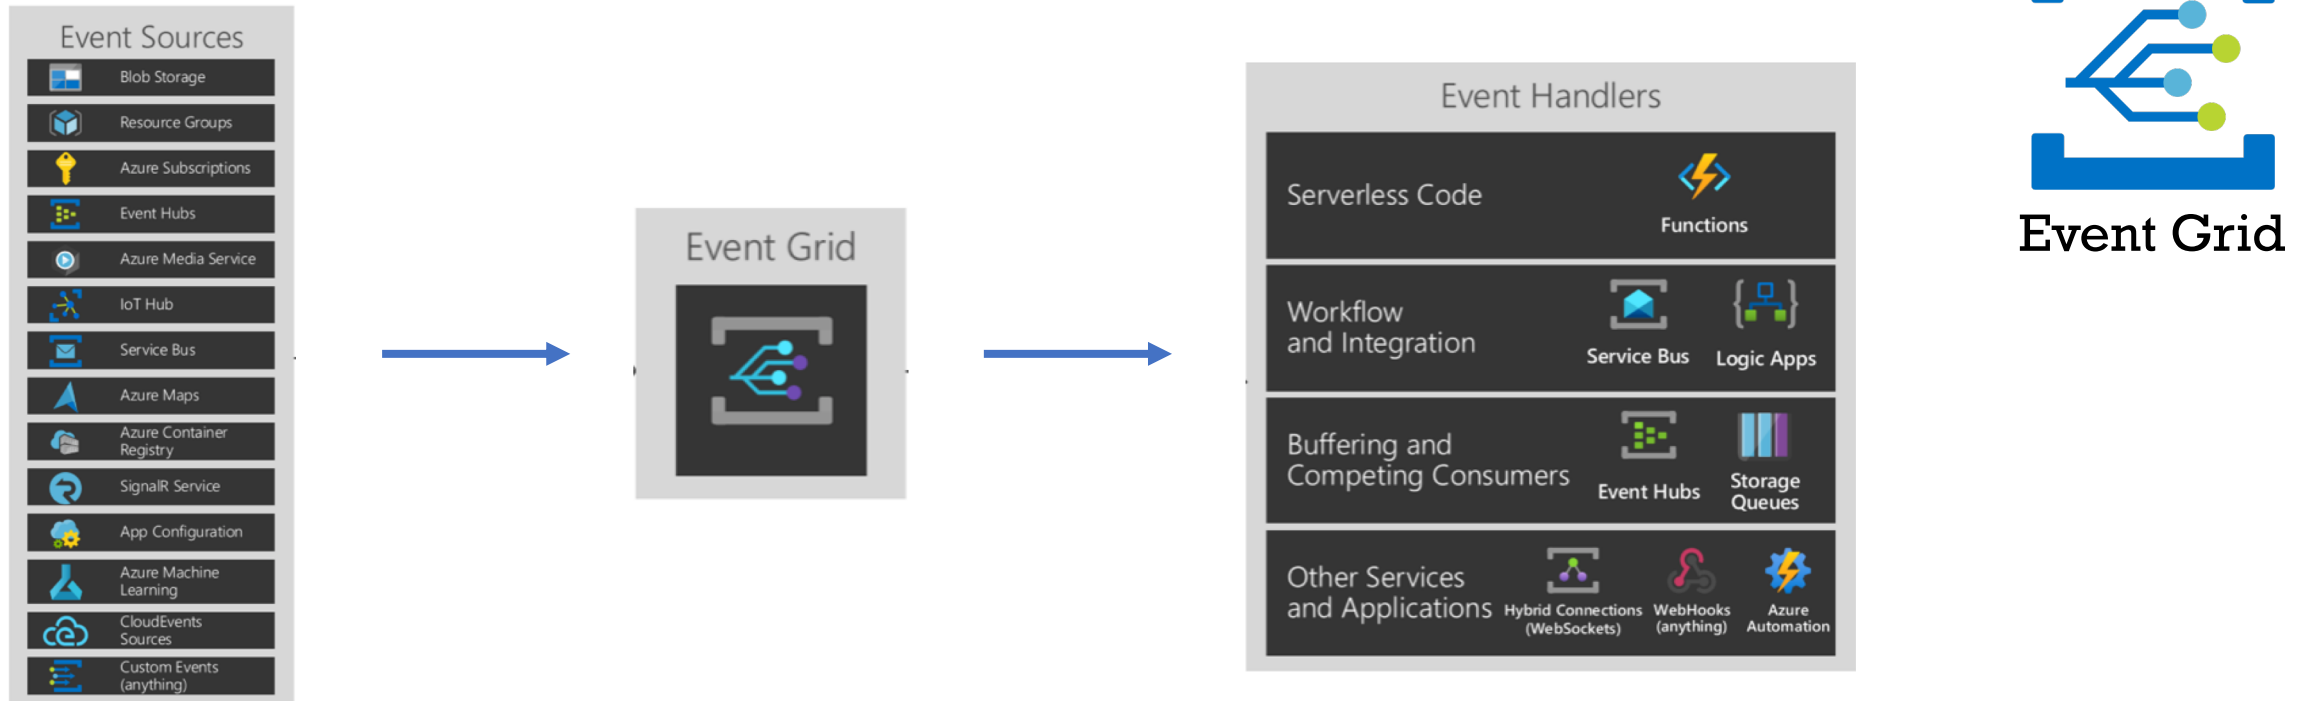 Event Sources
Blob Storage
Resource Groups
Azure Subscriptions
Event Hubs
Azure Media Service
IoT Hub
Service Bus
Azure Maps
Azure Container
Registry
SignalR Service
App Configuration
Azure Machine
Learning
CloudEvents
Sources
Custom Events
(anything)
Event Grid
Event Handlers
Serverless Code
Functions
Workflow
and Integration
Service Bus
Logic Apps
Buffering and
Competing Consumers
Event Hubs
Storage
Queues
Other Services
and Applications
Hybrid Connections
(WebSockets)
WebHooks
(anything)
Azure
Automation
Event Grid